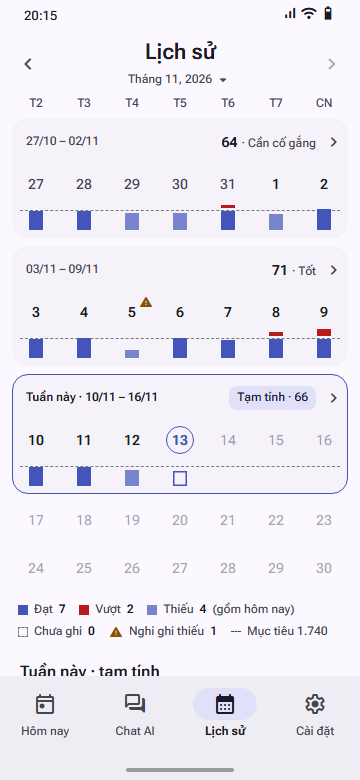 20:15
Lịch sử
Tháng 11, 2026
T2 T3 T4 T5 T6 T7 CN
27/10 – 02/11 64 · Cần cố gắng
27 28 29 30 31 1 2
03/11 – 09/11 71 · Tốt
3 4 5 6 7 8 9
Tuần này · 10/11 – 16/11 Tạm tính · 66
10 11 12 13 14 15 16
17 18 19 20 21 22 23
24 25 26 27 28 29 30
Đạt 7 Vượt 2 Thiếu 4 (gồm hôm nay)
Chưa ghi 0 Nghi ghi thiếu 1 Mục tiêu 1.740
Tuần này · tạm tính
Hôm nay Chat AI Lịch sử Cài đặt